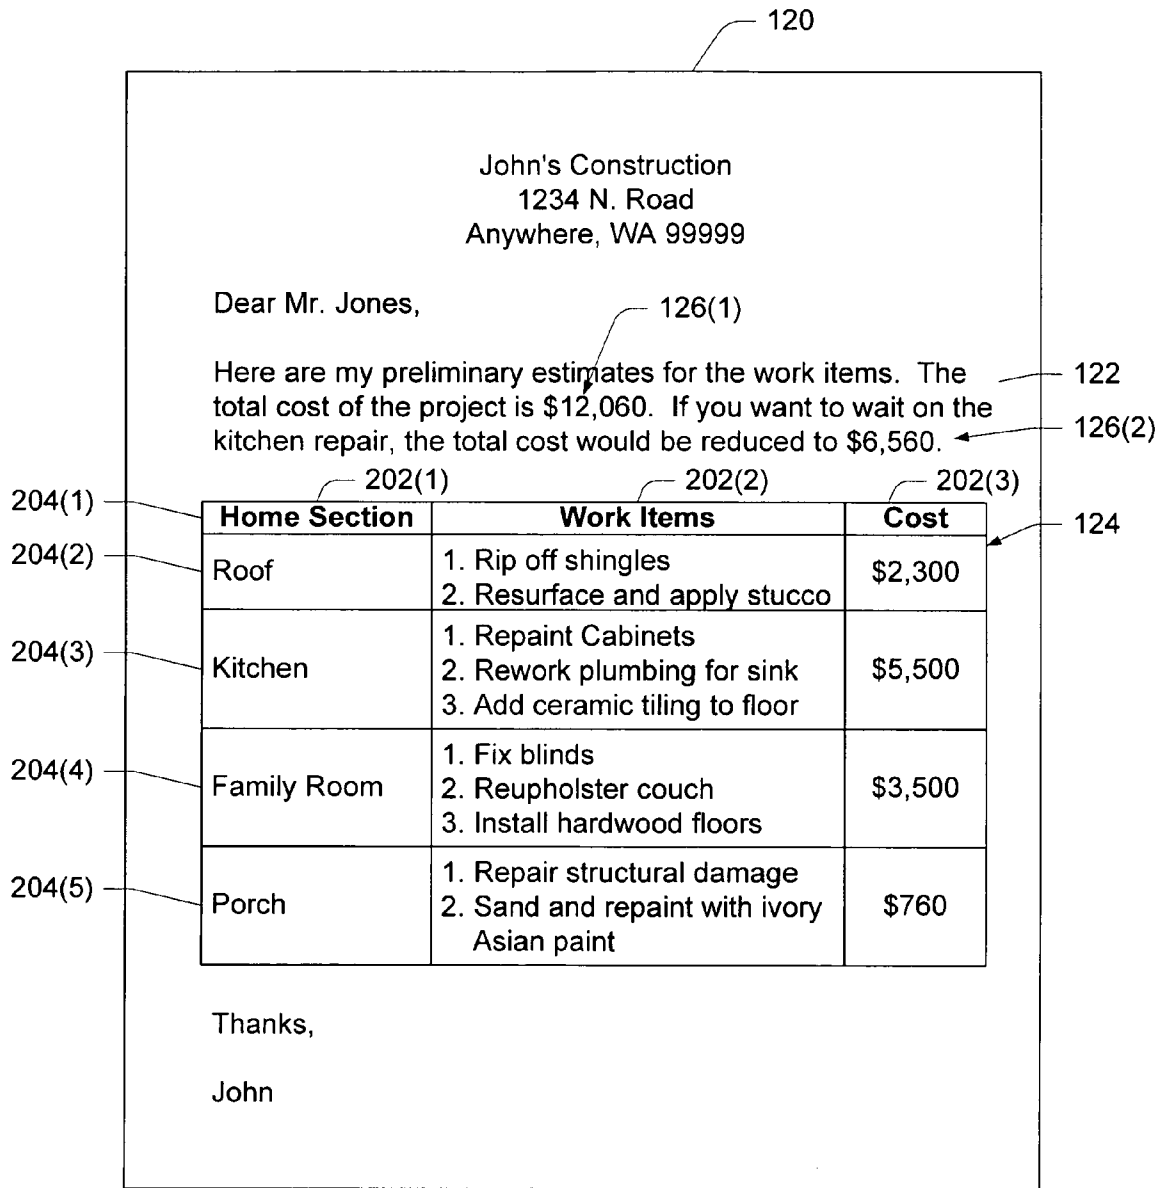 120
John's Construction
1234 N. Road
Anywhere, WA 99999
Dear Mr. Jones,
126(1)
Here are my preliminary estimates for the work items. The
122
total cost of the project is $12,060. If you want to wait on the
kitchen repair, the total cost would be reduced to $6,560.
126(2)
202(1)
202(2)
202(3)
204(1)
Home Section
Work Items
Cost
124
204(2)
Roof
1. Rip off shingles
2. Resurface and apply stucco
$2,300
204(3)
Kitchen
1. Repaint Cabinets
2. Rework plumbing for sink
3. Add ceramic tiling to floor
$5,500
204(4)
Family Room
1. Fix blinds
2. Reupholster couch
3. Install hardwood floors
$3,500
204(5)
Porch
1. Repair structural damage
2. Sand and repaint with ivory
Asian paint
$760
Thanks,
John